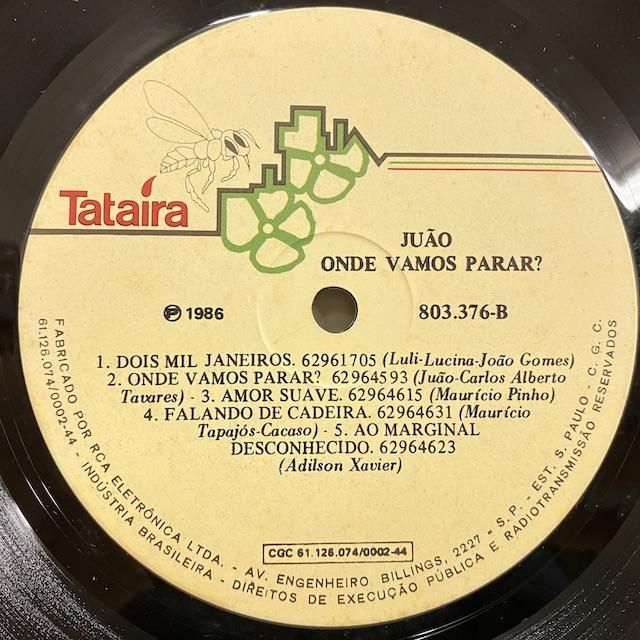 Tataíra
JUÃO
ONDE VAMOS PARAR?
Ⓟ 1986
803.376-B
1. DOIS MIL JANEIROS. 62961705 (Luli-Lucina-João Gomes)
2. ONDE VAMOS PARAR? 62964593 (Juão-Carlos Alberto
Tavares) - 3. AMOR SUAVE. 62964615 (Maurício Pinho)
4. FALANDO DE CADEIRA. 62964631 (Maurício
Tapajós-Cacaso) - 5. AO MARGINAL
DESCONHECIDO. 62964623
(Adilson Xavier)
CGC 61.126.074/0002-44
FABRICADO POR RCA ELETRÔNICA LTDA. - AV. ENGENHEIRO BILLINGS, 2227 - S.P. - EST. S. PAULO - C. G. C.
61.126.074/0002-44 - INDÚSTRIA BRASILEIRA - DIREITOS DE EXECUÇÃO PÚBLICA E RADIOTRANSMISSÃO RESERVADOS